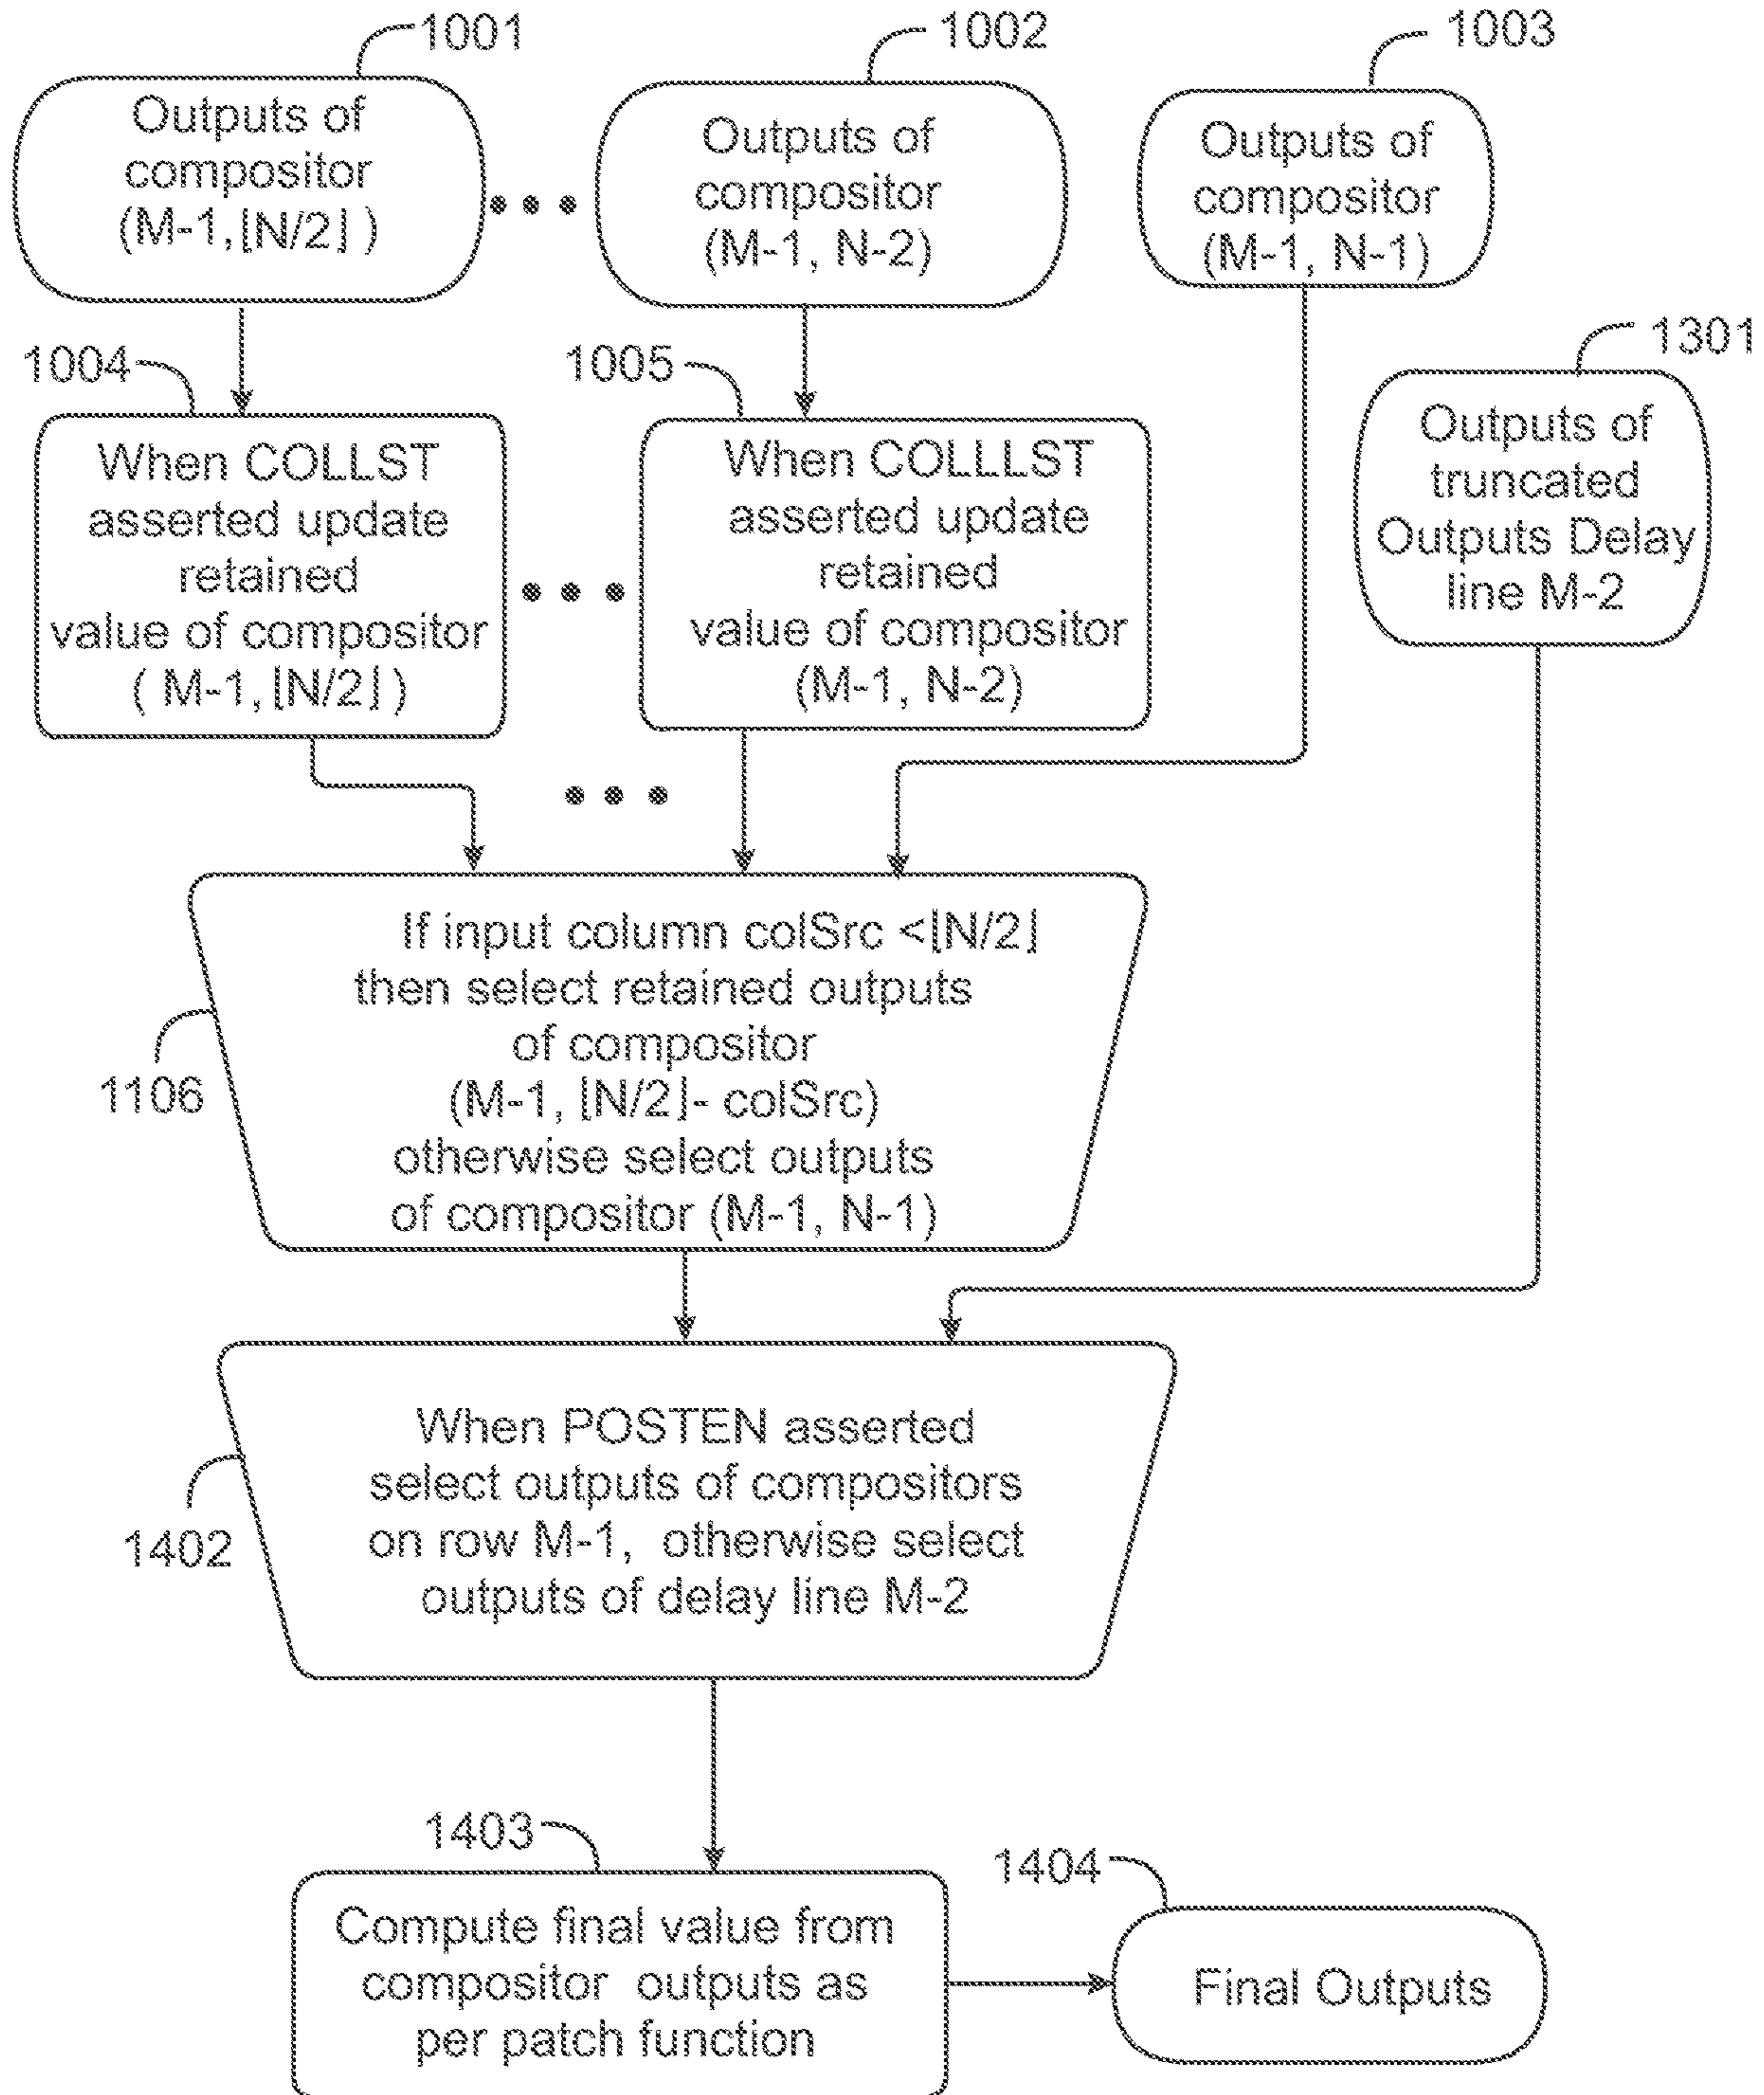 1001
Outputs of
compositor
(M-1,⌊N/2⌋ )
1002
Outputs of
compositor
(M-1, N-2)
1003
Outputs of
compositor
(M-1, N-1)
1301
Outputs of
truncated
Outputs Delay
line M-2
1004
When COLLST
asserted update
retained
value of compositor
( M-1,⌊N/2⌋ )
1005
When COLLLST
asserted update
retained
value of compositor
(M-1, N-2)
1106
If input column colSrc <⌊N/2⌋
then select retained outputs
of compositor
(M-1, ⌊N/2⌋- colSrc)
otherwise select outputs
of compositor (M-1, N-1)
1402
When POSTEN asserted
select outputs of compositors
on row M-1, otherwise select
outputs of delay line M-2
1403
Compute final value from
compositor outputs as
per patch function
1404
Final Outputs